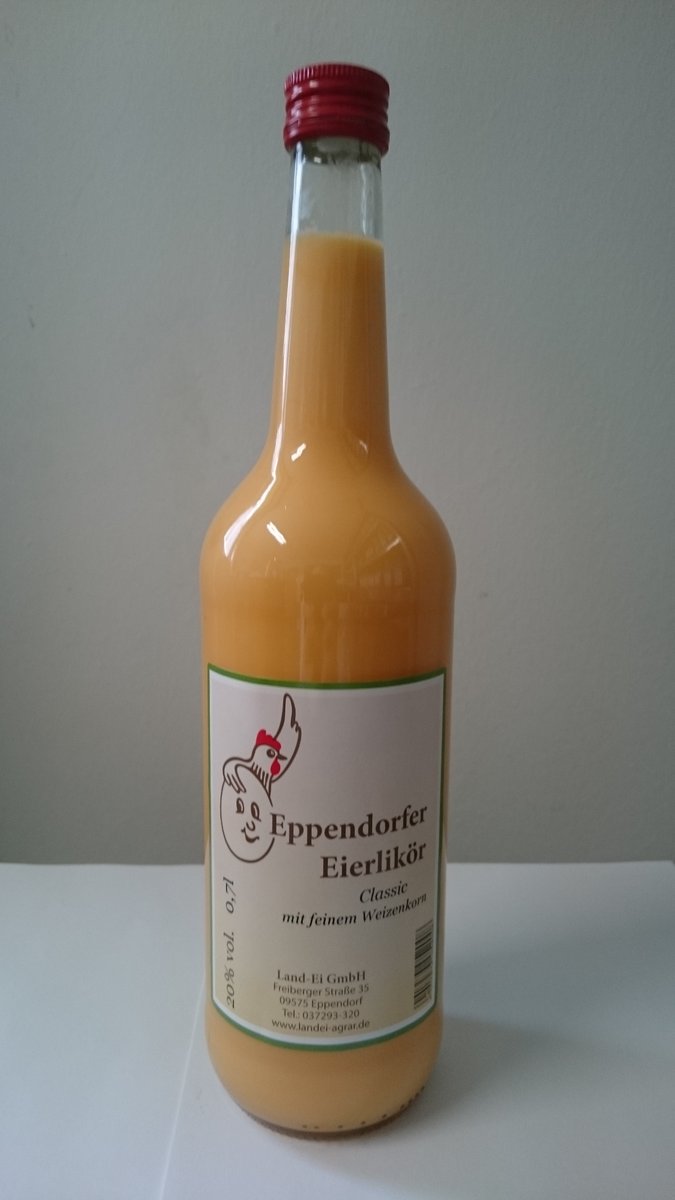 Eppendorfer
Eierlikör
Classic
mit feinem Weizenkorn
20% vol. 0,7l
Land-Ei GmbH
Freiberger Straße 35
09575 Eppendorf
Tel.: 037293-320
www.landei-agrar.de